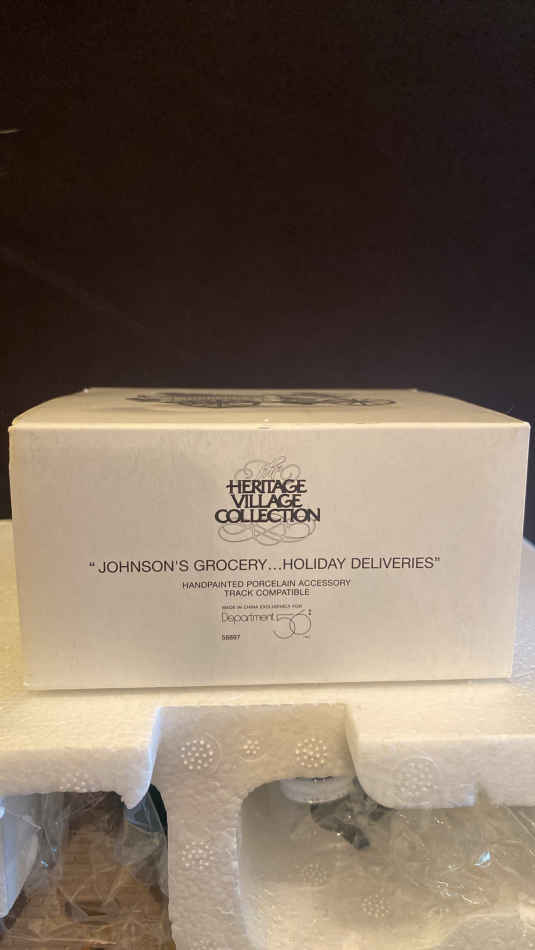 The
HERITAGE
VILLAGE
COLLECTION
“JOHNSON'S GROCERY...HOLIDAY DELIVERIES”
HANDPAINTED PORCELAIN ACCESSORY
TRACK COMPATIBLE
MADE IN CHINA EXCLUSIVELY FOR
Department 56
58897